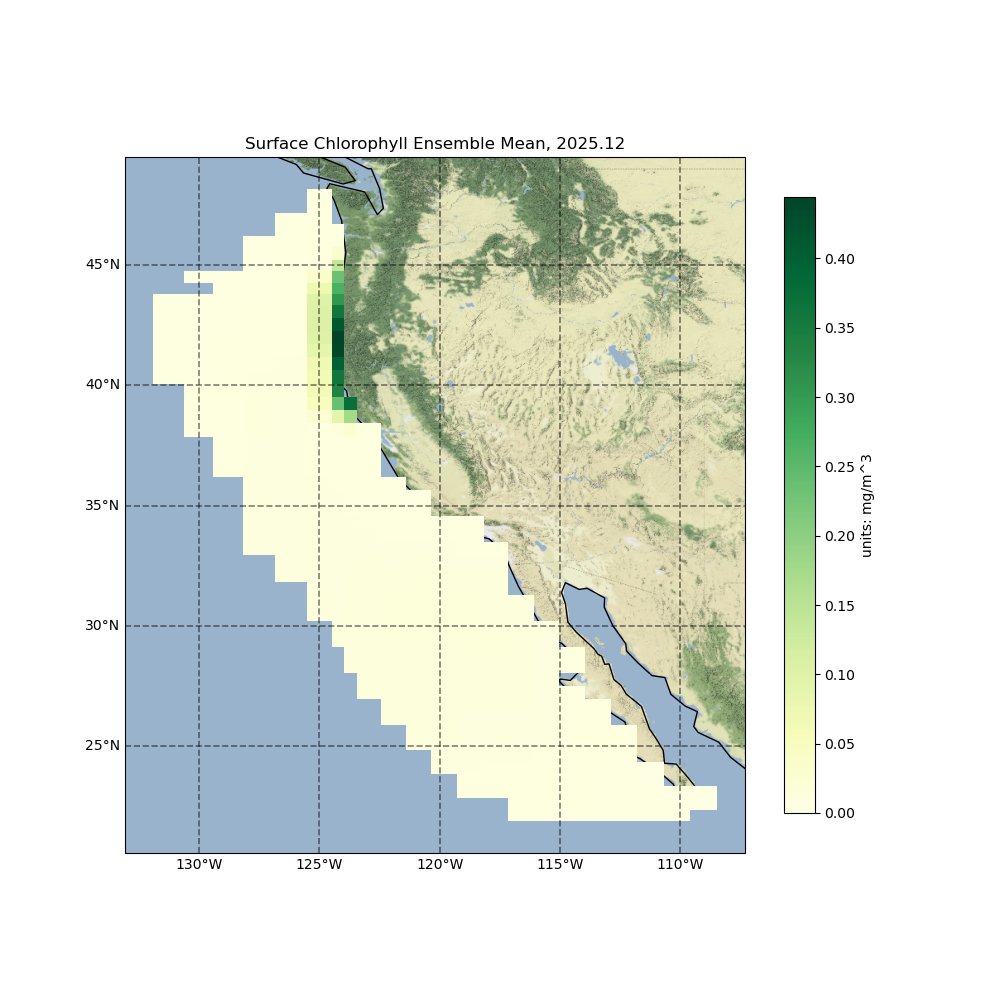 Surface Chlorophyll Ensemble Mean, 2025.12
45°N
40°N
35°N
30°N
25°N
130°W
125°W
120°W
115°W
110°W
0.40
0.35
0.30
0.25
0.20
0.15
0.10
0.05
0.00
units: mg/m^3